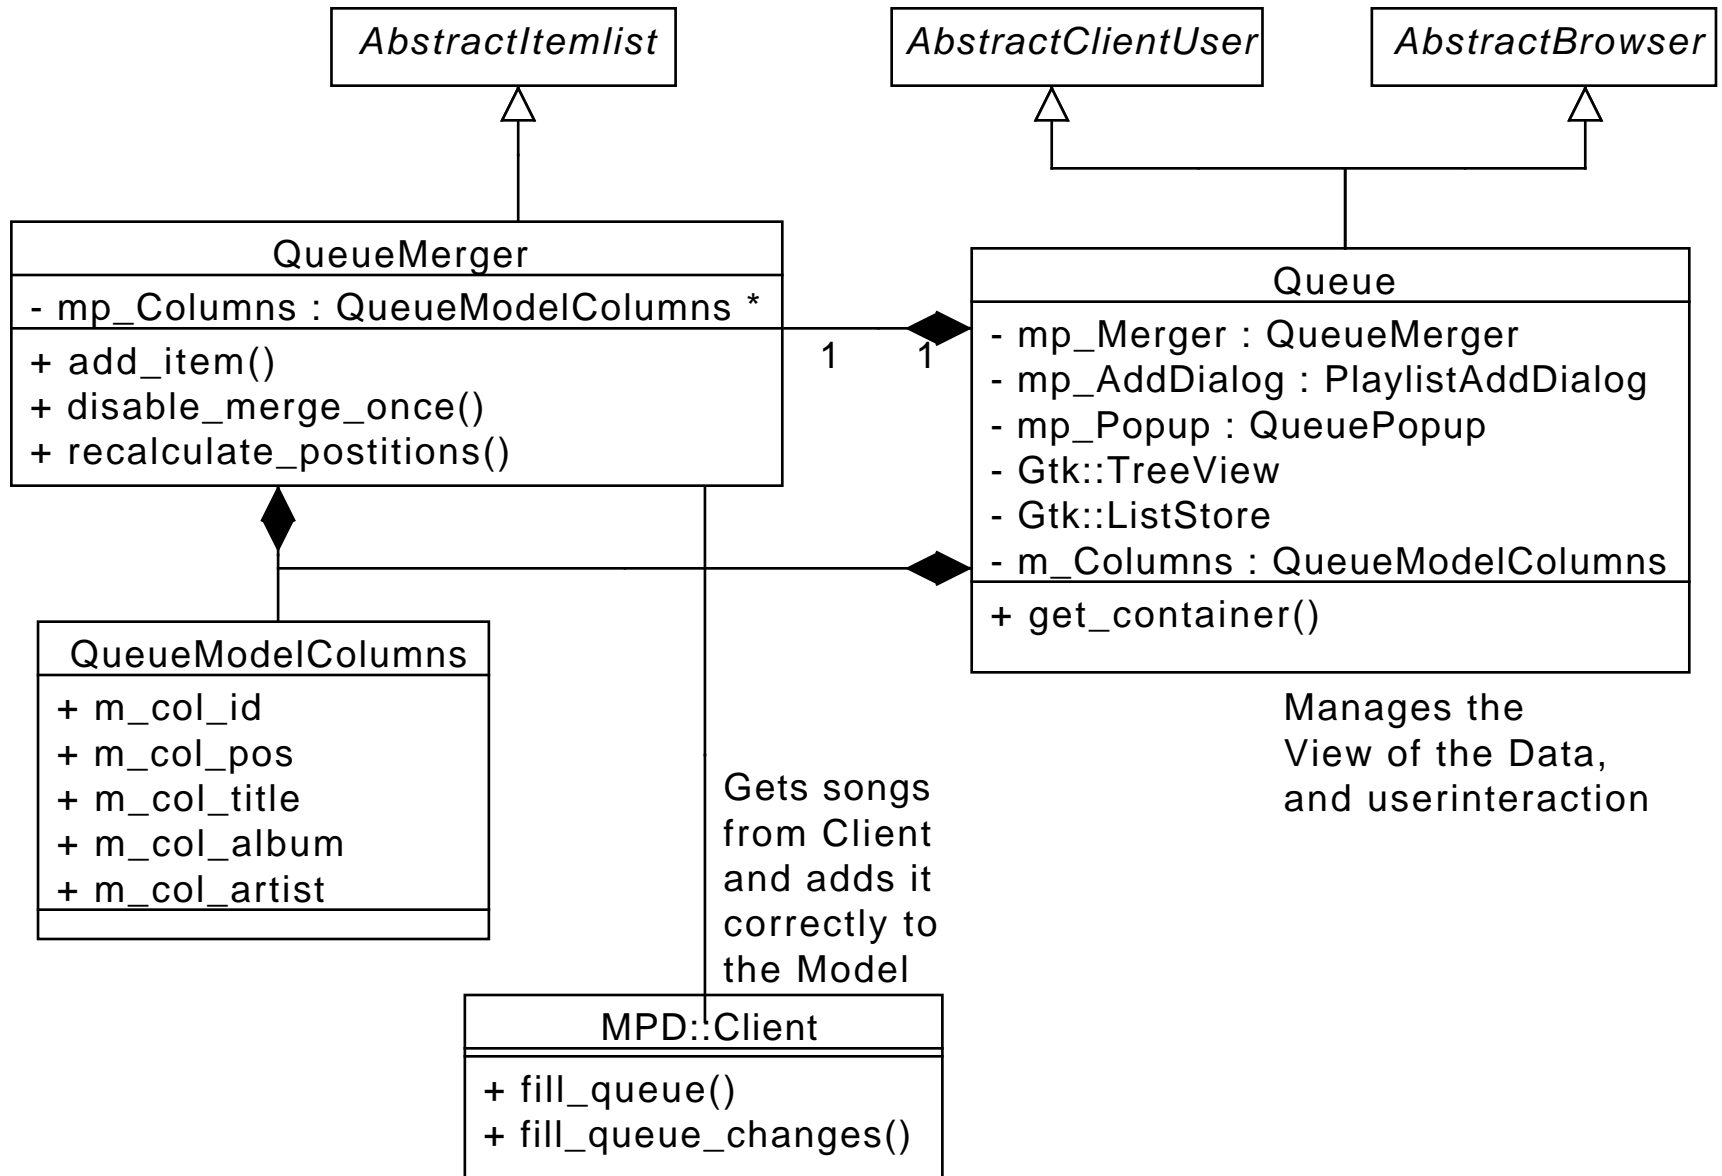 AbstractItemlist
AbstractClientUser
AbstractBrowser
QueueMerger
- mp_Columns : QueueModelColumns *
+ add_item()
+ disable_merge_once()
+ recalculate_postitions()
1
1
Queue
- mp_Merger : QueueMerger
- mp_AddDialog : PlaylistAddDialog
- mp_Popup : QueuePopup
- Gtk::TreeView
- Gtk::ListStore
- m_Columns : QueueModelColumns
+ get_container()
QueueModelColumns
+ m_col_id
+ m_col_pos
+ m_col_title
+ m_col_album
+ m_col_artist
Manages the
View of the Data,
and userinteraction
Gets songs
from Client
and adds it
correctly to
the Model
MPD::Client
+ fill_queue()
+ fill_queue_changes()